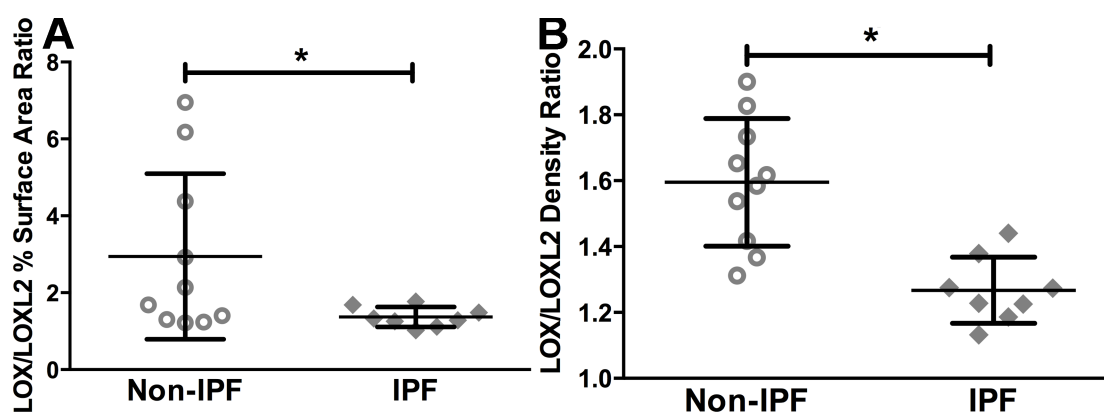 A
LOX/LOXL2 % Surface Area Ratio
8
6
4
2
0
*
Non-IPF
IPF
B
LOX/LOXL2 Density Ratio
2.0
1.8
1.6
1.4
1.2
1.0
*
Non-IPF
IPF